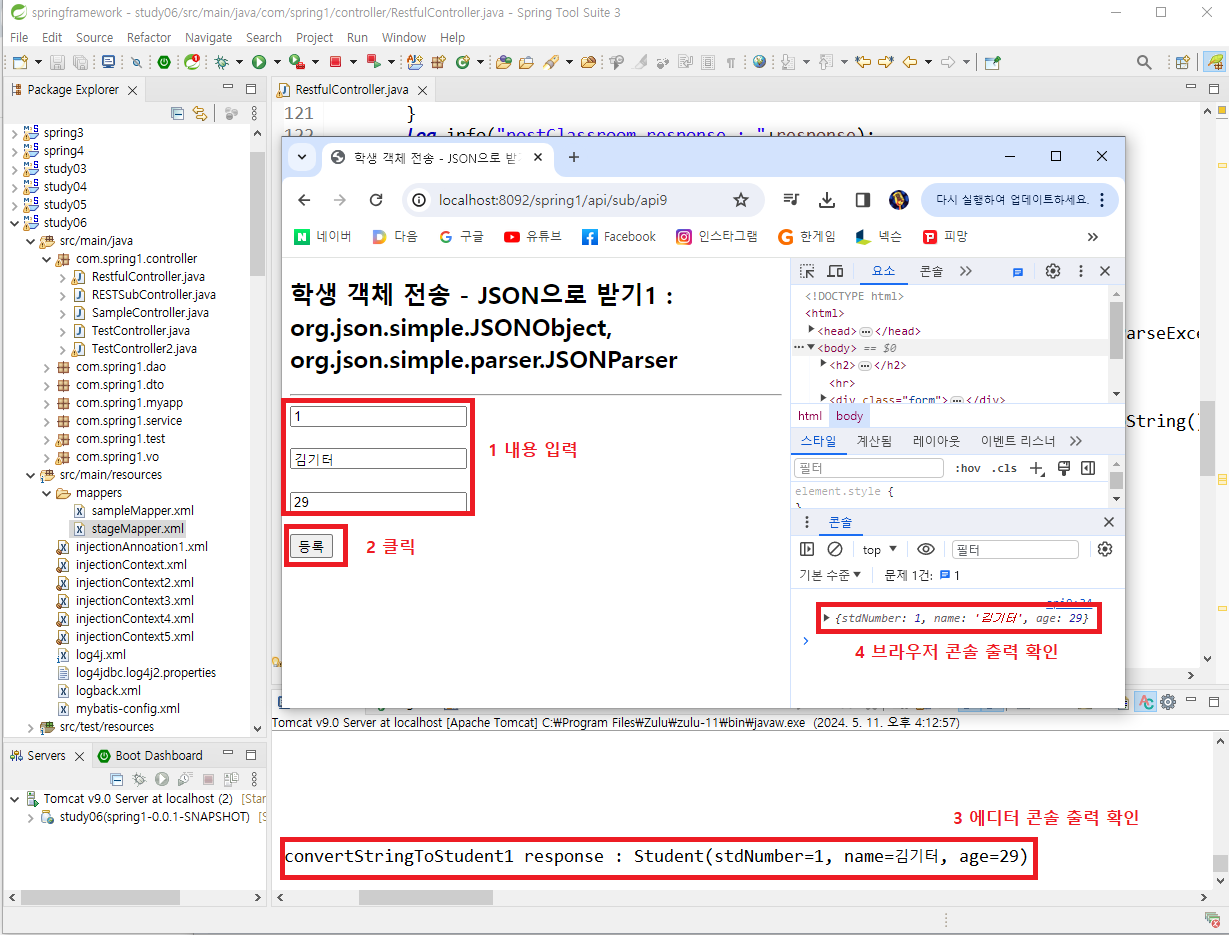 springframework - study06/src/main/java/com/spring1/controller/RestfulController.java - Spring Tool Suite 3
File Edit Source Refactor Navigate Search Project Run Window Help
Package Explorer
spring3
spring4
study03
study04
study05
study06
src/main/java
com.spring1.controller
RestfulController.java
RESTSubController.java
SampleController.java
TestController.java
TestController2.java
com.spring1.dao
com.spring1.dto
com.spring1.myapp
com.spring1.service
com.spring1.test
com.spring1.vo
src/main/resources
mappers
sampleMapper.xml
stageMapper.xml
injectionAnnoation1.xml
injectionContext.xml
injectionContext2.xml
injectionContext3.xml
injectionContext4.xml
injectionContext5.xml
log4j.xml
log4jdbc.log4j2.properties
logback.xml
mybatis-config.xml
src/test/resources
Servers Boot Dashboard
Tomcat v9.0 Server at localhost (2) [Star
study06(spring1-0.0.1-SNAPSHOT) [S
RestfulController.java
121 }
122 log.info("postClassroom response : "+response);
arseExce
String()
학생 객체 전송 - JSON으로 받기
localhost:8092/spring1/api/sub/api9
다시 실행하여 업데이트하세요.
네이버 다음 구글 유튜브 Facebook 인스타그램 한게임 넥슨 피망 »
학생 객체 전송 - JSON으로 받기1 :
org.json.simple.JSONObject,
org.json.simple.parser.JSONParser
1
김기터
29
1 내용 입력
등록
2 클릭
요소 콘솔 »
<!DOCTYPE html>
<html>
<head> </head>
<body> == $0
<h2> </h2>
<hr>
<div class="form"> </div>
html body
스타일 계산됨 레이아웃 이벤트 리스너 »
필터 :hov .cls
element.style {
}
콘솔
top 필터
기본 수준 문제 1건: 1
api9:34
{stdNumber: 1, name: '김기터', age: 29}
4 브라우저 콘솔 출력 확인
Tomcat v9.0 Server at localhost [Apache Tomcat] C:₩Program Files₩Zulu₩zulu-11₩bin₩javaw.exe (2024. 5. 11. 오후 4:12:57)
3 에디터 콘솔 출력 확인
convertStringToStudent1 response : Student(stdNumber=1, name=김기터, age=29)